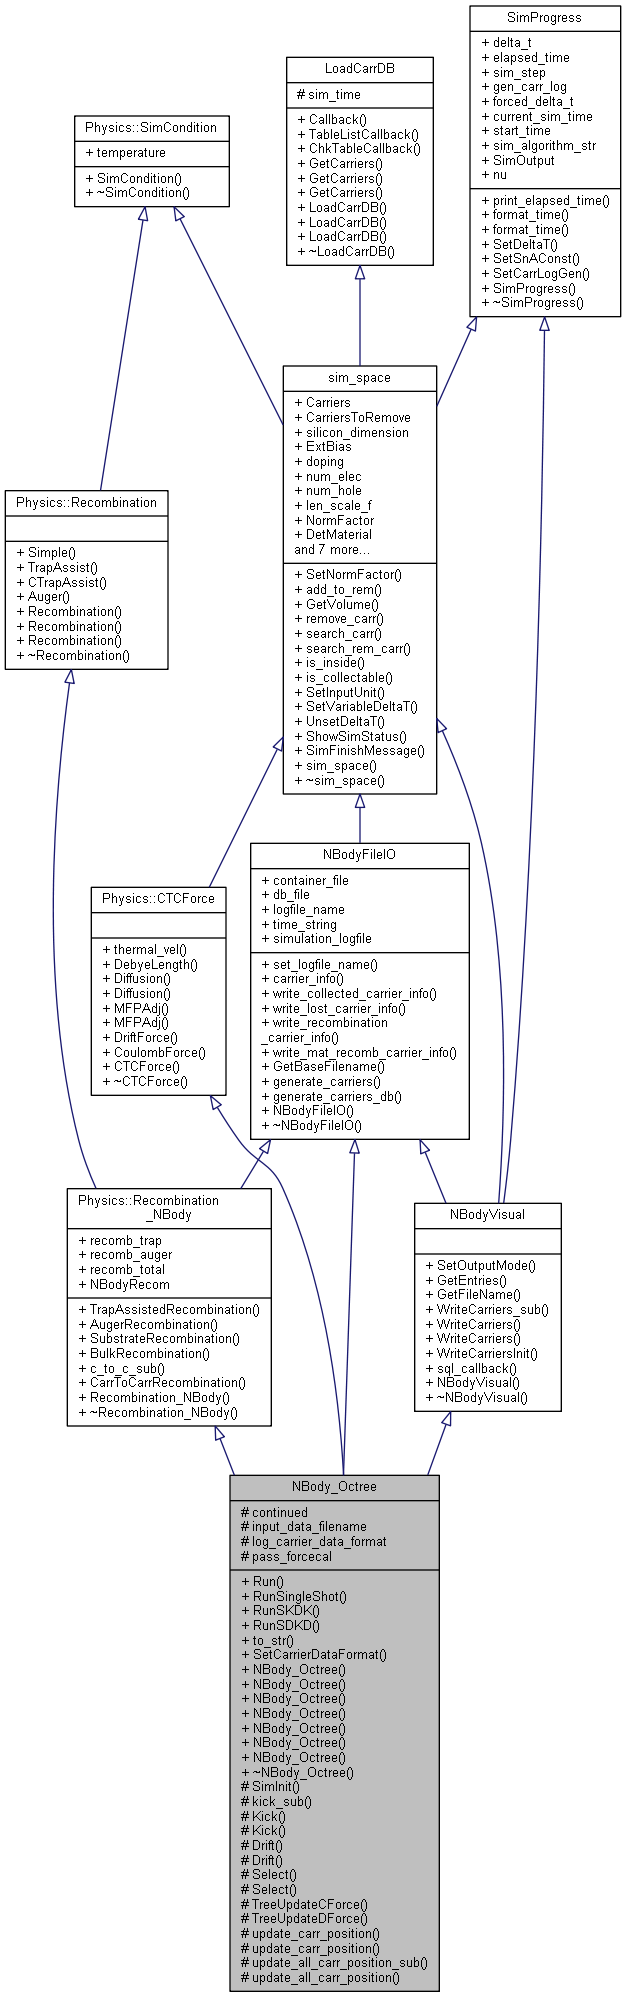 SimProgress
+ delta_t
+ elapsed_time
+ sim_step
+ gen_carr_log
+ forced_delta_t
+ current_sim_time
+ start_time
+ sim_algorithm_str
+ SimOutput
+ nu
+ print_elapsed_time()
+ format_time()
+ format_time()
+ SetDeltaT()
+ SetSnAConst()
+ SetCarrLogGen()
+ SimProgress()
+ ~SimProgress()
LoadCarrDB
# sim_time
+ Callback()
+ TableListCallback()
+ ChkTableCallback()
+ GetCarriers()
+ GetCarriers()
+ GetCarriers()
+ LoadCarrDB()
+ LoadCarrDB()
+ LoadCarrDB()
+ ~LoadCarrDB()
Physics::SimCondition
+ temperature
+ SimCondition()
+ ~SimCondition()
sim_space
+ Carriers
+ CarriersToRemove
+ silicon_dimension
+ ExtBias
+ doping
+ num_elec
+ num_hole
+ len_scale_f
+ NormFactor
+ DetMaterial
and 7 more...
+ SetNormFactor()
+ add_to_rem()
+ GetVolume()
+ remove_carr()
+ search_carr()
+ search_rem_carr()
+ is_inside()
+ is_collectable()
+ SetInputUnit()
+ SetVariableDeltaT()
+ UnsetDeltaT()
+ ShowSimStatus()
+ SimFinishMessage()
+ sim_space()
+ ~sim_space()
Physics::Recombination
+ Simple()
+ TrapAssist()
+ CTrapAssist()
+ Auger()
+ Recombination()
+ Recombination()
+ Recombination()
+ ~Recombination()
NBodyFileIO
+ container_file
+ db_file
+ logfile_name
+ time_string
+ simulation_logfile
+ set_logfile_name()
+ carrier_info()
+ write_collected_carrier_info()
+ write_lost_carrier_info()
+ write_recombination
_carrier_info()
+ write_mat_recomb_carrier_info()
+ GetBaseFilename()
+ generate_carriers()
+ generate_carriers_db()
+ NBodyFileIO()
+ ~NBodyFileIO()
Physics::CTCForce
+ thermal_vel()
+ DebyeLength()
+ Diffusion()
+ Diffusion()
+ MFPAdj()
+ MFPAdj()
+ DriftForce()
+ CoulombForce()
+ CTCForce()
+ ~CTCForce()
Physics::Recombination
_NBody
+ recomb_trap
+ recomb_auger
+ recomb_total
+ NBodyRecom
+ TrapAssistedRecombination()
+ AugerRecombination()
+ SubstrateRecombination()
+ BulkRecombination()
+ c_to_c_sub()
+ CarrToCarrRecombination()
+ Recombination_NBody()
+ ~Recombination_NBody()
NBodyVisual
+ SetOutputMode()
+ GetEntries()
+ GetFileName()
+ WriteCarriers_sub()
+ WriteCarriers()
+ WriteCarriers()
+ WriteCarriersInit()
+ sql_callback()
+ NBodyVisual()
+ ~NBodyVisual()
NBody_Octree
# continued
# input_data_filename
# log_carrier_data_format
# pass_forcecal
+ Run()
+ RunSingleShot()
+ RunSKDK()
+ RunSDKD()
+ to_str()
+ SetCarrierDataFormat()
+ NBody_Octree()
+ NBody_Octree()
+ NBody_Octree()
+ NBody_Octree()
+ NBody_Octree()
+ NBody_Octree()
+ NBody_Octree()
+ ~NBody_Octree()
# SimInit()
# kick_sub()
# Kick()
# Kick()
# Drift()
# Drift()
# Select()
# Select()
# TreeUpdateCForce()
# TreeUpdateDForce()
# update_carr_position()
# update_carr_position()
# update_all_carr_position_sub()
# update_all_carr_position()